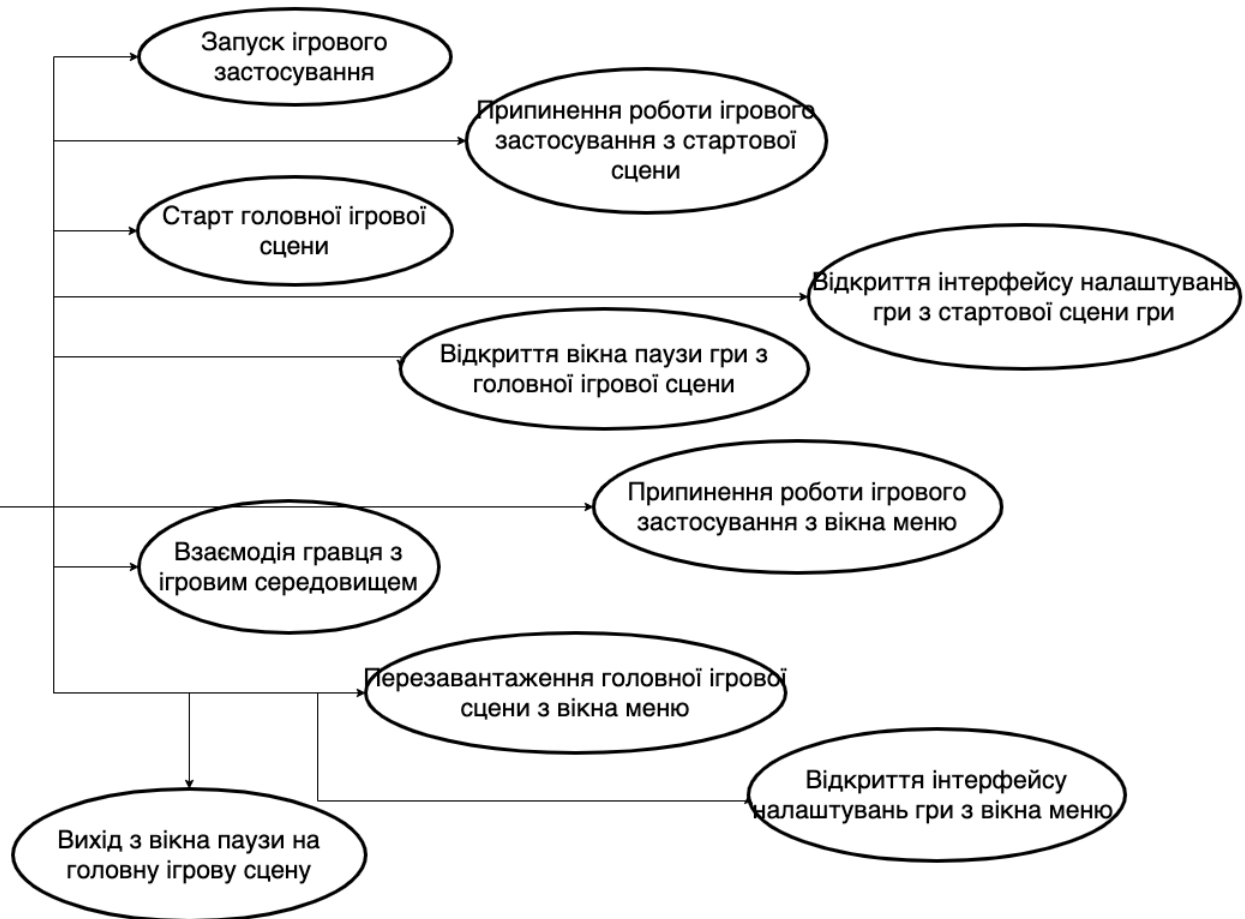 Запуск ігрового
застосування
Припинення роботи ігрового
застосування з стартової
сцени
Старт головної ігрової
сцени
Відкриття інтерфейсу налаштувань
гри з стартової сцени гри
Відкриття вікна паузи гри з
головної ігрової сцени
Припинення роботи ігрового
застосування з вікна меню
Взаємодія гравця з
ігровим середовищем
Перезавантаження головної ігрової
сцени з вікна меню
Відкриття інтерфейсу
налаштувань гри з вікна меню
Вихід з вікна паузи на
головну ігрову сцену